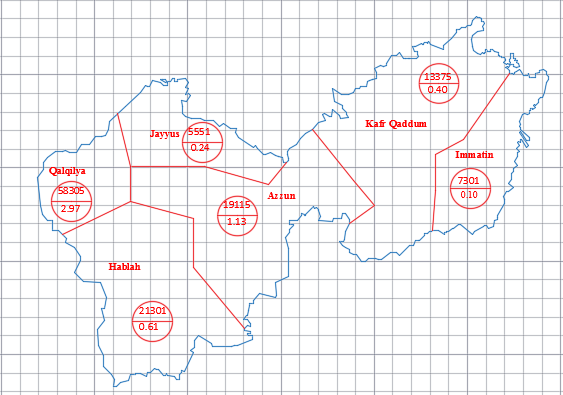 13375
0.40
Kafr Qaddum
Jayyus
5551
0.24
Immatin
7301
0.10
Qalqilya
58305
2.97
Azzun
19115
1.13
Hablah
21301
0.61